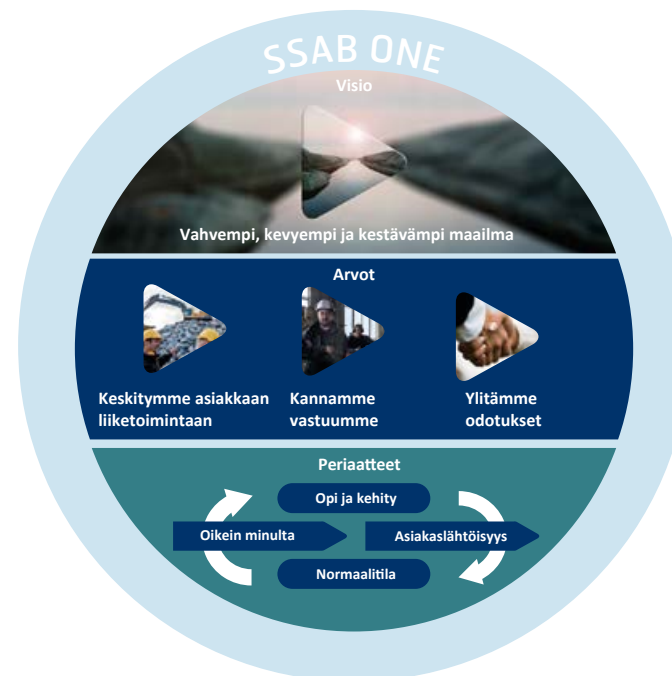 SSAB ONE
Visio
Vahvempi, kevyempi ja kestävämpi maailma
Arvot
Keskitymme asiakkaan
liiketoimintaan
Kannamme
vastuumme
Ylitämme
odotukset
Periaatteet
Opi ja kehity
Oikein minulta
Asiakaslähtöisyys
Normaalitila